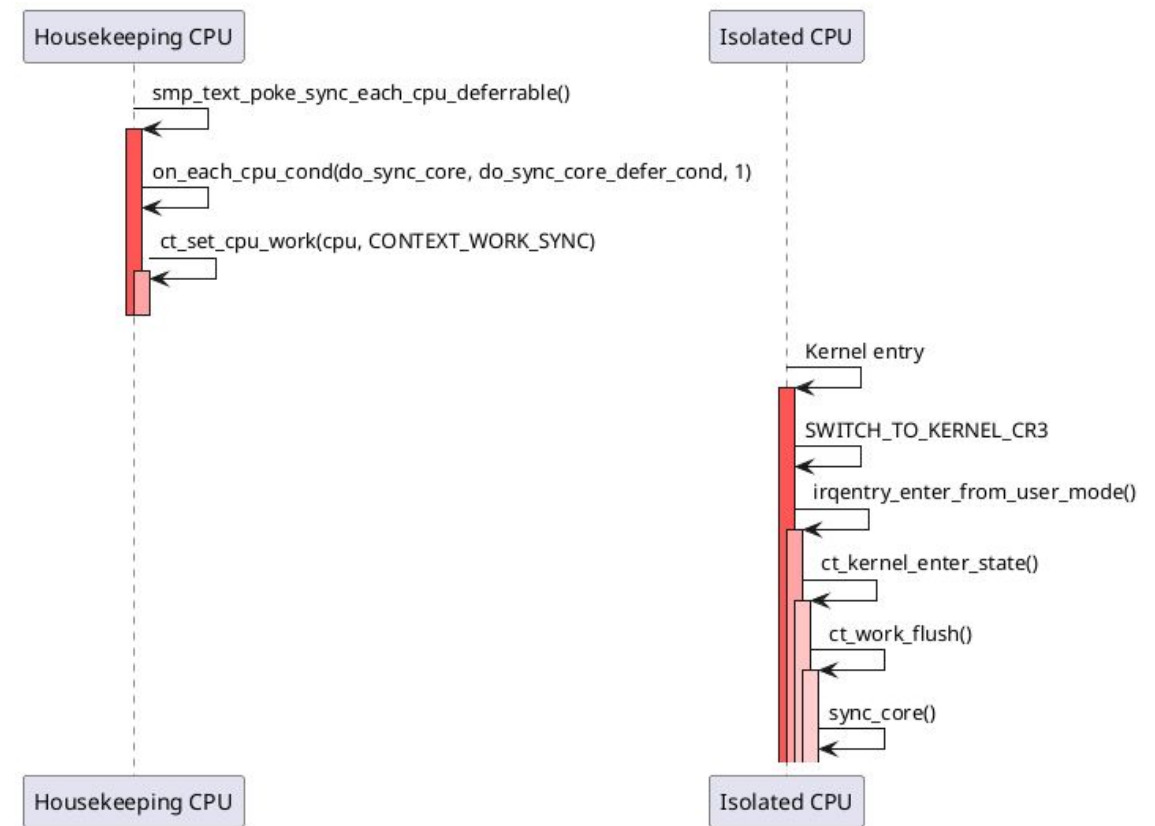 Housekeeping CPU
Isolated CPU
smp_text_poke_sync_each_cpu_deferrable()
on_each_cpu_cond(do_sync_core, do_sync_core_defer_cond, 1)
ct_set_cpu_work(cpu, CONTEXT_WORK_SYNC)
Kernel entry
SWITCH_TO_KERNEL_CR3
irqentry_enter_from_user_mode()
ct_kernel_enter_state()
ct_work_flush()
sync_core()
Housekeeping CPU
Isolated CPU